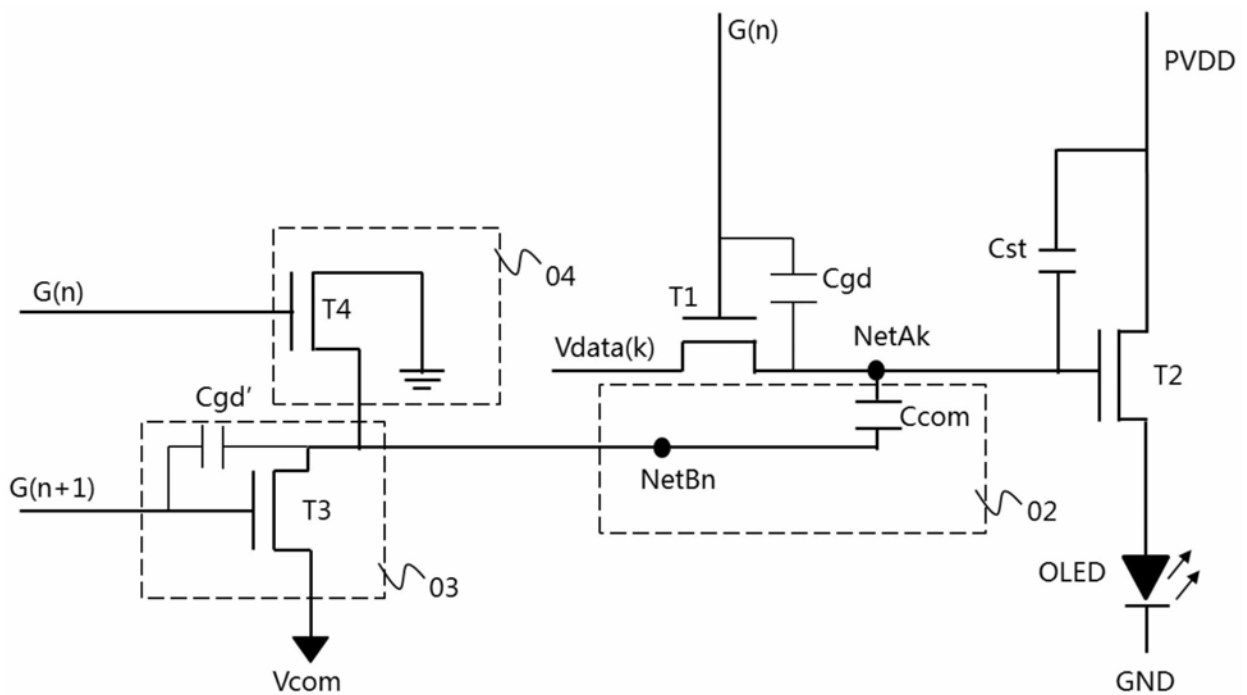 G(n)
PVDD
Cst
04
Cgd
G(n)
T4
T1
NetAk
Vdata(k)
T2
Cgd’
Ccom
NetBn
G(n+1)
T3
02
03
OLED
Vcom
GND